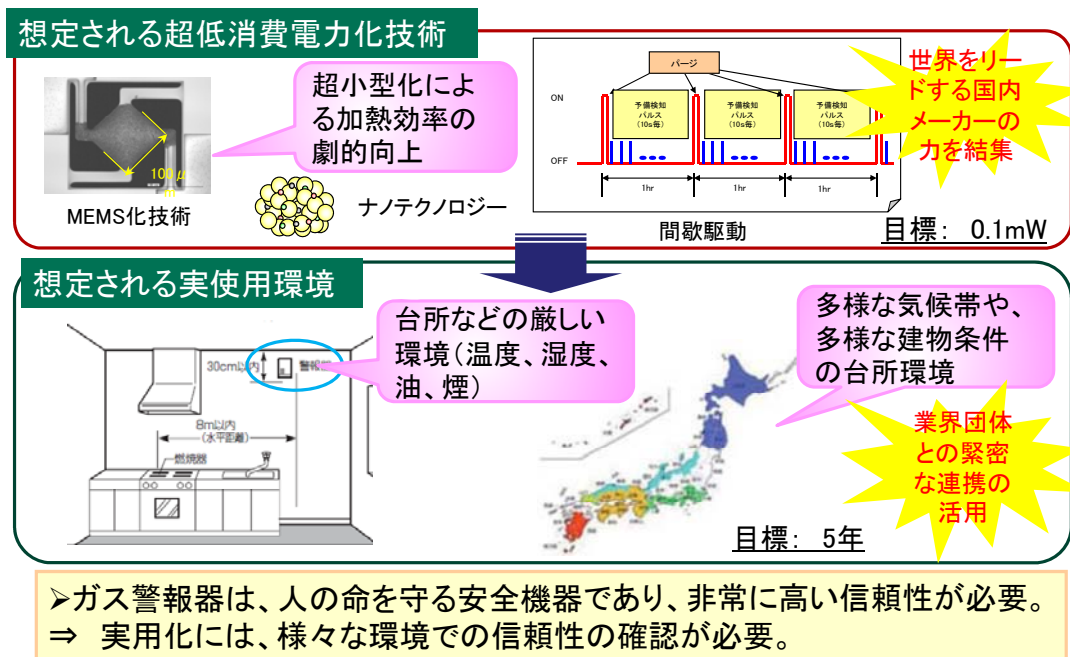 想定される超低消費電力化技術
100μ
m
MEMS化技術
超小型化によ
る加熱効率の
劇的向上
ナノテクノロジー
パージ
ON
OFF
予備検知
パルス
(10s毎)
予備検知
パルス
(10s毎)
予備検知
パルス
(10s毎)
1hr
1hr
1hr
間歇駆動
世界をリー
ドする国内
メーカーの
力を結集
目標： 0.1mW
想定される実使用環境
30cm以内
警報器
8m以内
(水平距離)
燃焼器
台所などの厳しい
環境（温度、湿度、
油、煙）
多様な気候帯や、
多様な建物条件
の台所環境
業界団体
との緊密
な連携の
活用
目標： 5年
➢ガス警報器は、人の命を守る安全機器であり、非常に高い信頼性が必要。
⇒ 実用化には、様々な環境での信頼性の確認が必要。